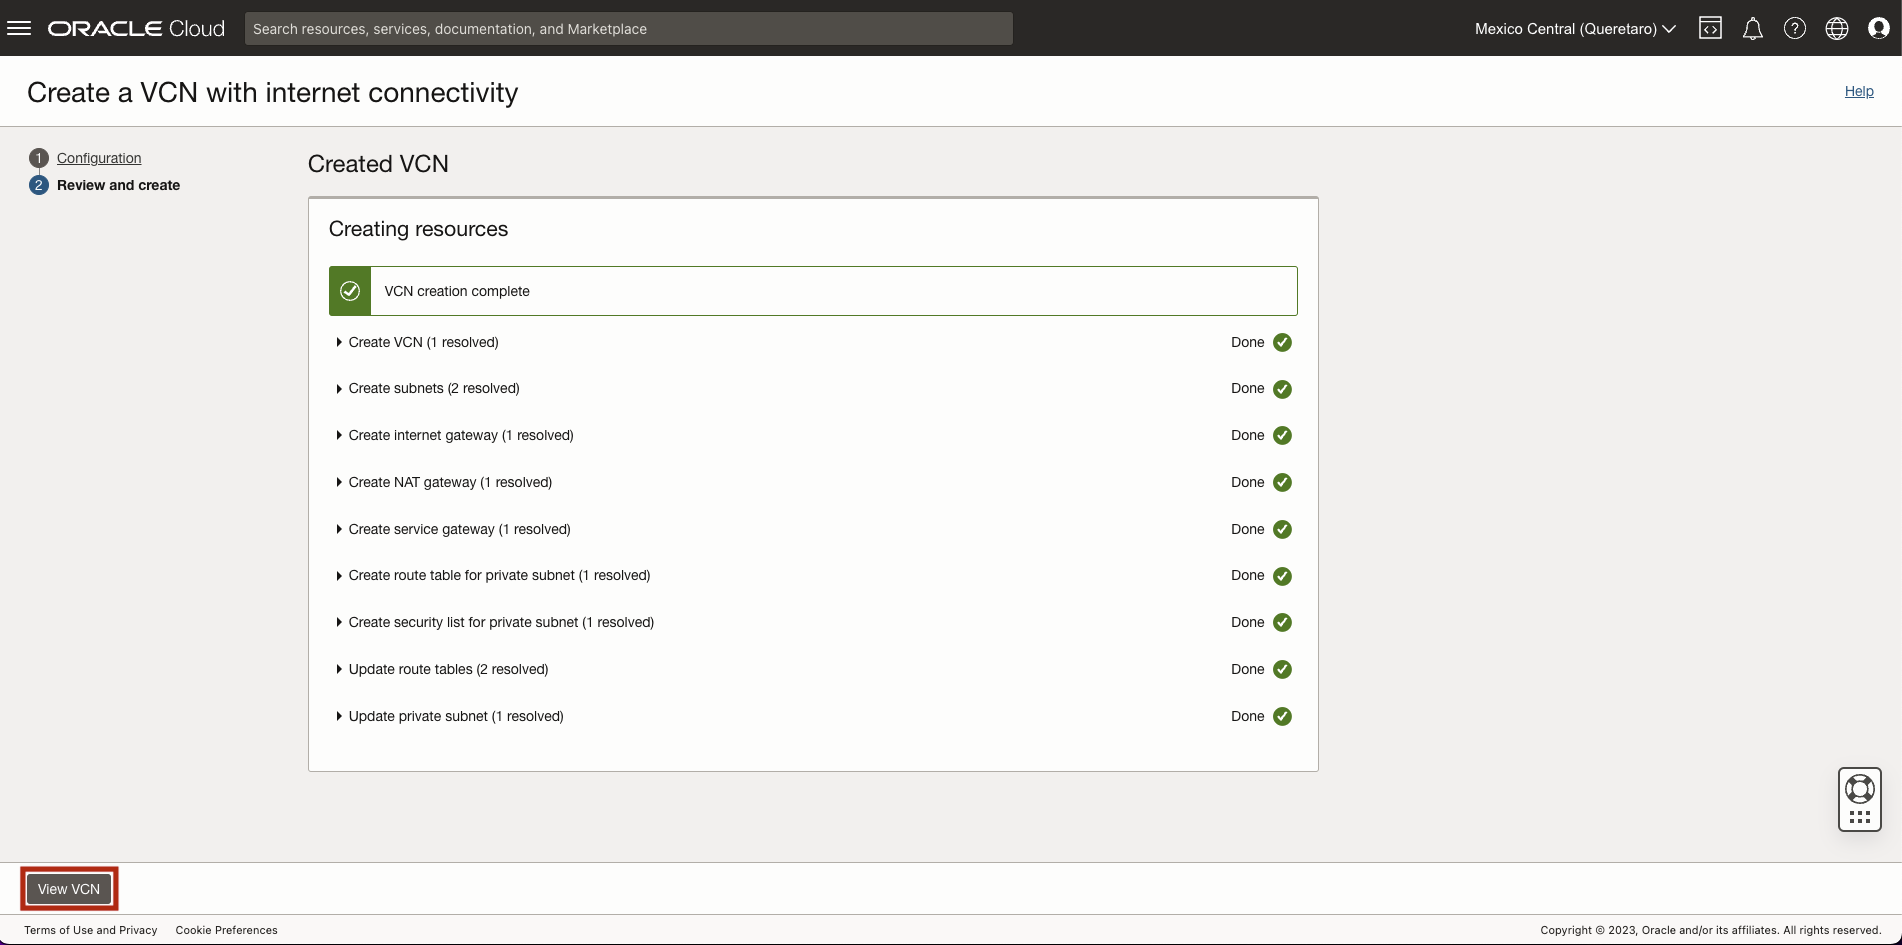 ORACLE Cloud
Search resources, services, documentation, and Marketplace
Mexico Central (Queretaro)
Create a VCN with internet connectivity
Help
1 Configuration
2 Review and create
Created VCN
Creating resources
VCN creation complete
Create VCN (1 resolved) Done
Create subnets (2 resolved) Done
Create internet gateway (1 resolved) Done
Create NAT gateway (1 resolved) Done
Create service gateway (1 resolved) Done
Create route table for private subnet (1 resolved) Done
Create security list for private subnet (1 resolved) Done
Update route tables (2 resolved) Done
Update private subnet (1 resolved) Done
View VCN
Terms of Use and Privacy Cookie Preferences
Copyright © 2023, Oracle and/or its affiliates. All rights reserved.